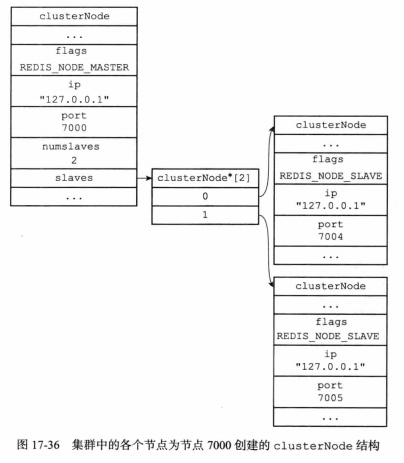 clusterNode
...
flags
REDIS_NODE_MASTER
ip
"127.0.0.1"
port
7000
numslaves
2
slaves
...
clusterNode*[2]
0
1
clusterNode
...
flags
REDIS_NODE_SLAVE
ip
"127.0.0.1"
port
7004
...
clusterNode
...
flags
REDIS_NODE_SLAVE
ip
"127.0.0.1"
port
7005
...
图 17-36 集群中的各个节点为节点 7000 创建的 clusterNode 结构